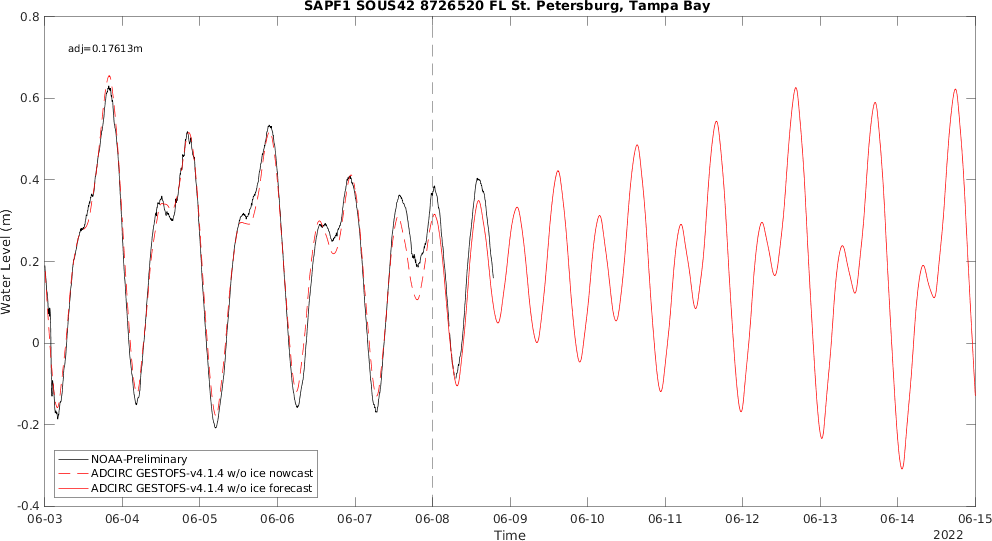 SAPF1 SOUS42 8726520 FL St. Petersburg, Tampa Bay
adj=0.17613m
0.8
0.6
0.4
0.2
0
-0.2
-0.4
Water Level (m)
NOAA-Preliminary
ADCIRC GESTOFS-v4.1.4 w/o ice nowcast
ADCIRC GESTOFS-v4.1.4 w/o ice forecast
06-03 06-04 06-05 06-06 06-07 06-08 06-09 06-10 06-11 06-12 06-13 06-14 06-15
Time
2022